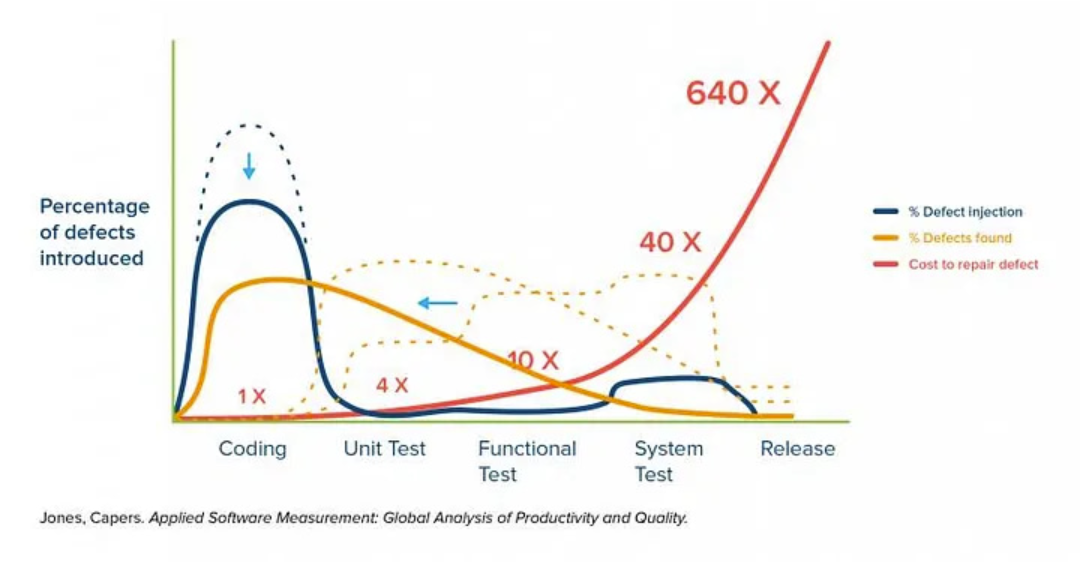 640 X
Percentage
of defects
introduced
% Defect injection
% Defects found
Cost to repair defect
40 X
10 X
4 X
1 X
Coding
Unit Test
Functional
Test
System
Test
Release
Jones, Capers. Applied Software Measurement: Global Analysis of Productivity and Quality.